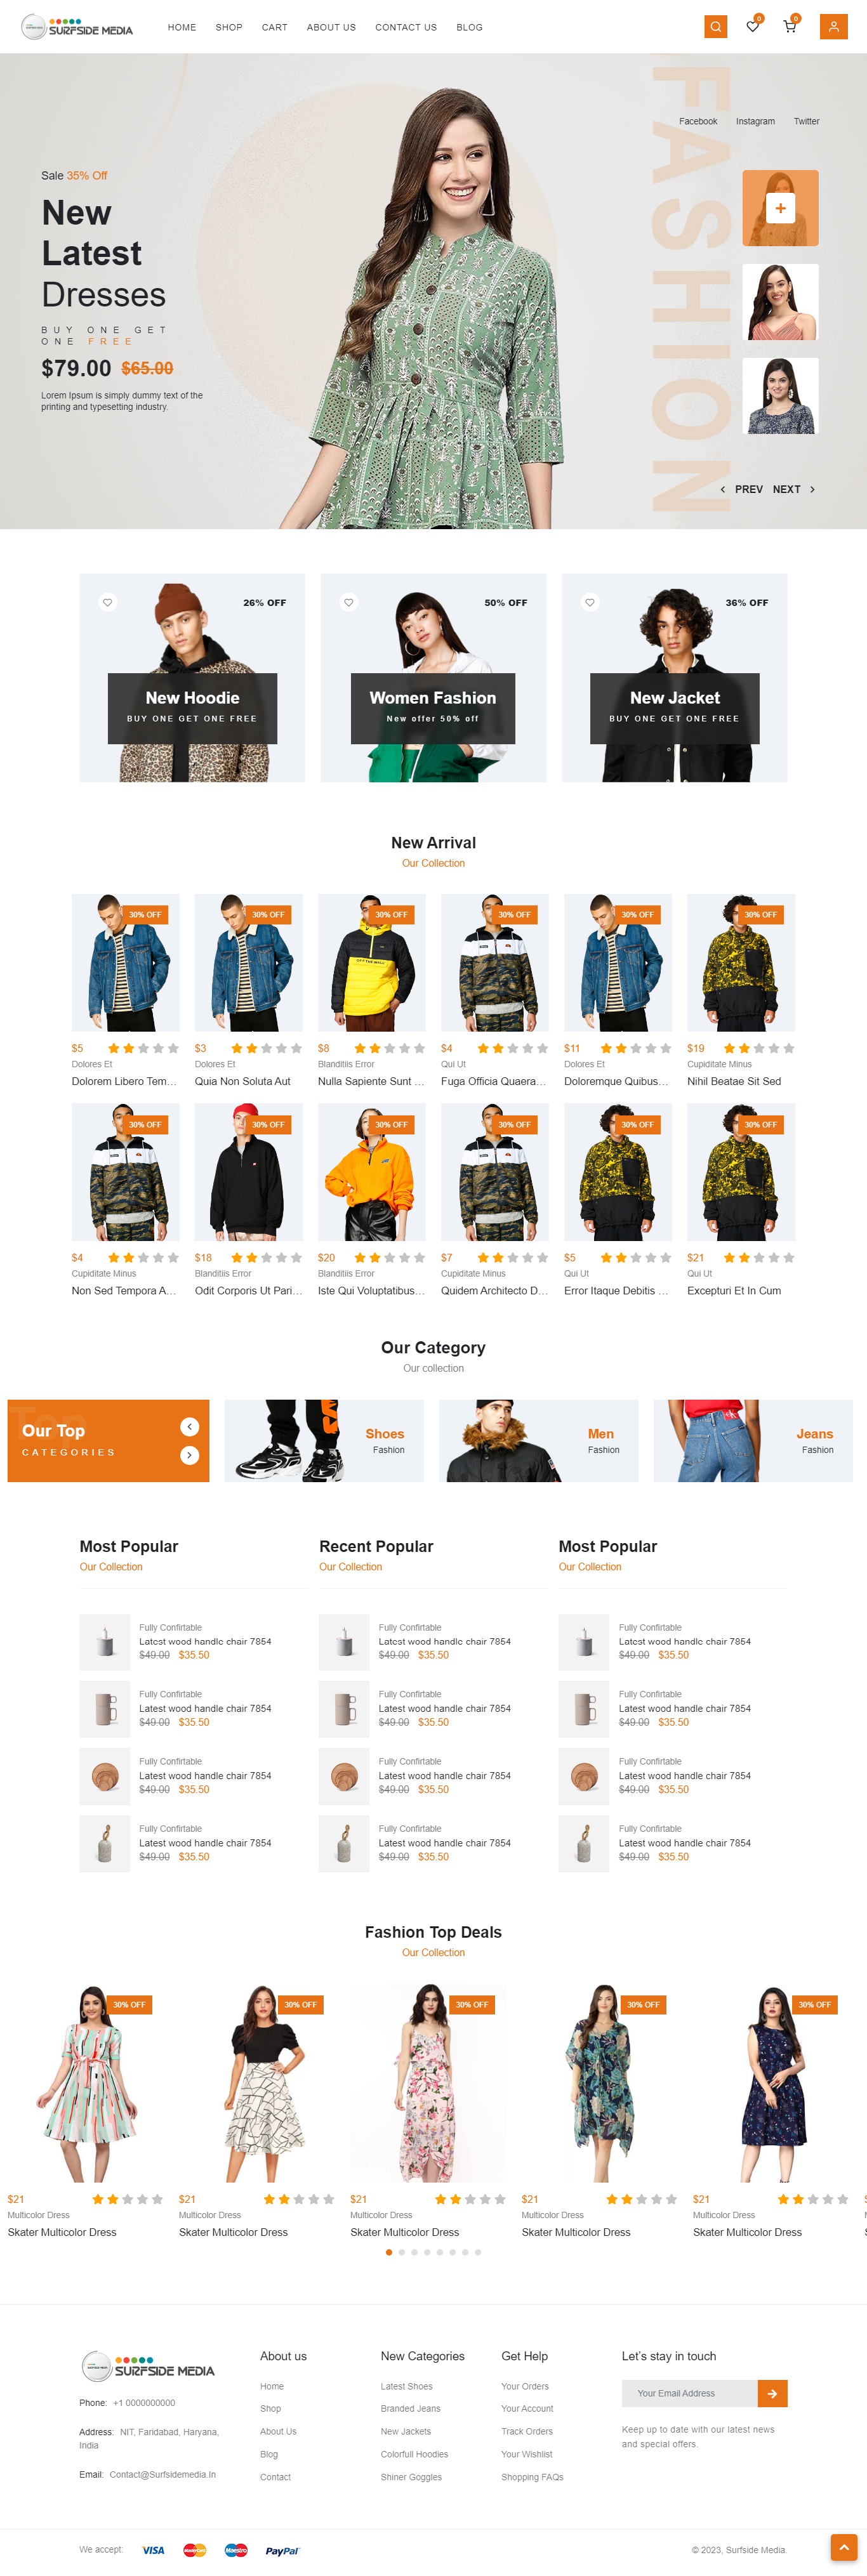 SURFSIDE MEDIA
HOME SHOP CART ABOUT US CONTACT US BLOG
0 0
FASHION
Facebook Instagram Twitter
Sale 35% Off
New
Latest
Dresses
BUY ONE GET
ONE FREE
$79.00 $65.00
Lorem Ipsum is simply dummy text of the
printing and typesetting industry.
PREV NEXT
26% OFF
New Hoodie
BUY ONE GET ONE FREE
50% OFF
Women Fashion
New offer 50% off
36% OFF
New Jacket
BUY ONE GET ONE FREE
New Arrival
Our Collection
30% OFF 30% OFF 30% OFF 30% OFF 30% OFF 30% OFF
$5 $3 $8 $4 $11 $19
Dolores Et Dolores Et Blanditiis Error Qui Ut Dolores Et Cupiditate Minus
Dolorem Libero Tem... Quia Non Soluta Aut Nulla Sapiente Sunt ... Fuga Officia Quaera... Doloremque Quibus... Nihil Beatae Sit Sed
30% OFF 30% OFF 30% OFF 30% OFF 30% OFF 30% OFF
$4 $18 $20 $7 $5 $21
Cupiditate Minus Blanditiis Error Blanditiis Error Cupiditate Minus Qui Ut Qui Ut
Non Sed Tempora A... Odit Corporis Ut Pari... Iste Qui Voluptatibus... Quidem Architecto D... Error Itaque Debitis ... Excepturi Et In Cum
Our Category
Our collection
Top
Our Top
CATEGORIES
Shoes
Fashion
Men
Fashion
Jeans
Fashion
Most Popular Recent Popular Most Popular
Our Collection Our Collection Our Collection
Fully Confirtable Fully Confirtable Fully Confirtable
Latest wood handle chair 7854 Latest wood handle chair 7854 Latest wood handle chair 7854
$49.00 $35.50 $49.00 $35.50 $49.00 $35.50
Fully Confirtable Fully Confirtable Fully Confirtable
Latest wood handle chair 7854 Latest wood handle chair 7854 Latest wood handle chair 7854
$49.00 $35.50 $49.00 $35.50 $49.00 $35.50
Fully Confirtable Fully Confirtable Fully Confirtable
Latest wood handle chair 7854 Latest wood handle chair 7854 Latest wood handle chair 7854
$49.00 $35.50 $49.00 $35.50 $49.00 $35.50
Fully Confirtable Fully Confirtable Fully Confirtable
Latest wood handle chair 7854 Latest wood handle chair 7854 Latest wood handle chair 7854
$49.00 $35.50 $49.00 $35.50 $49.00 $35.50
Fashion Top Deals
Our Collection
30% OFF 30% OFF 30% OFF 30% OFF 30% OFF
$21 $21 $21 $21 $21
Multicolor Dress Multicolor Dress Multicolor Dress Multicolor Dress Multicolor Dress
Skater Multicolor Dress Skater Multicolor Dress Skater Multicolor Dress Skater Multicolor Dress Skater Multicolor Dress
SURFSIDE MEDIA
Phone: +1 0000000000
Address: NIT, Faridabad, Haryana,
India
Email: Contact@Surfsidemedia.In
About us
Home
Shop
About Us
Blog
Contact
New Categories
Latest Shoes
Branded Jeans
New Jackets
Colorfull Hoodies
Shiner Goggles
Get Help
Your Orders
Your Account
Track Orders
Your Wishlist
Shopping FAQs
Let's stay in touch
Your Email Address
Keep up to date with our latest news
and special offers.
We accept: VISA MasterCard Maestro PayPal
© 2023, Surfside Media.